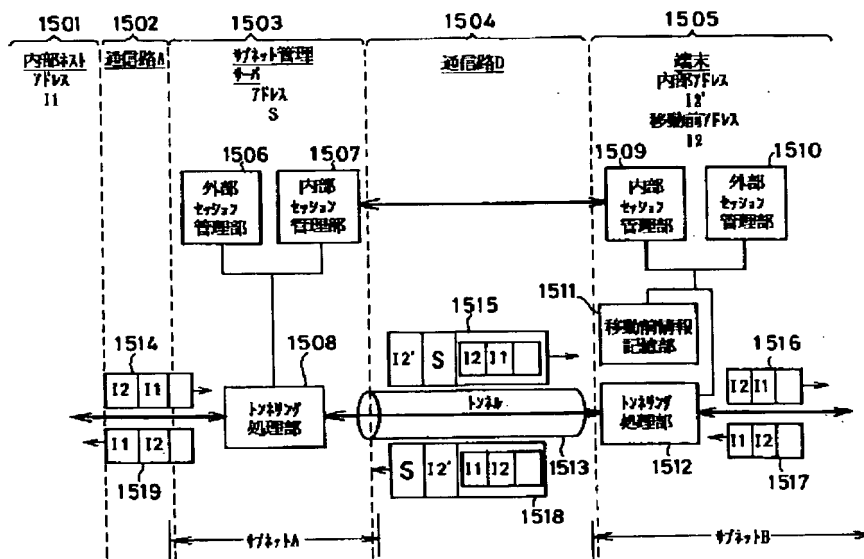 1501
1502
1503
1504
1505
内部ホスト
アドレス
I1
通信路A
サブネット管理
サーバ
アドレス
S
通信路D
端末
内部アドレス
I2'
移動前アドレス
I2
1506
1507
1509
1510
外部
セッション
管理部
内部
セッション
管理部
内部
セッション
管理部
外部
セッション
管理部
1511
移動前情報
記憶部
1514
1508
1515
1516
I2 I1
I2' S I2 I1
I2 I1
トンネリング
処理部
トンネル
トンネリング
処理部
I1 I2
S I2' I1 I2
I1 I2
1519
1513
1518
1512
1517
サブネットA
サブネットB